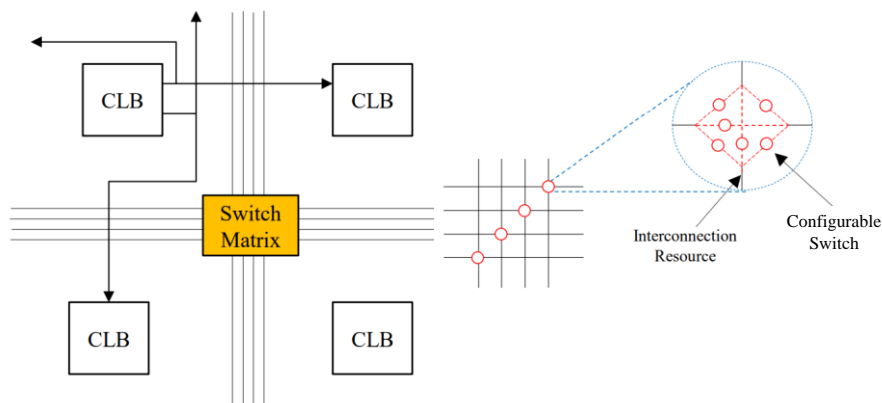 CLB
CLB
Switch
Matrix
CLB
CLB
Interconnection
Resource
Configurable
Switch